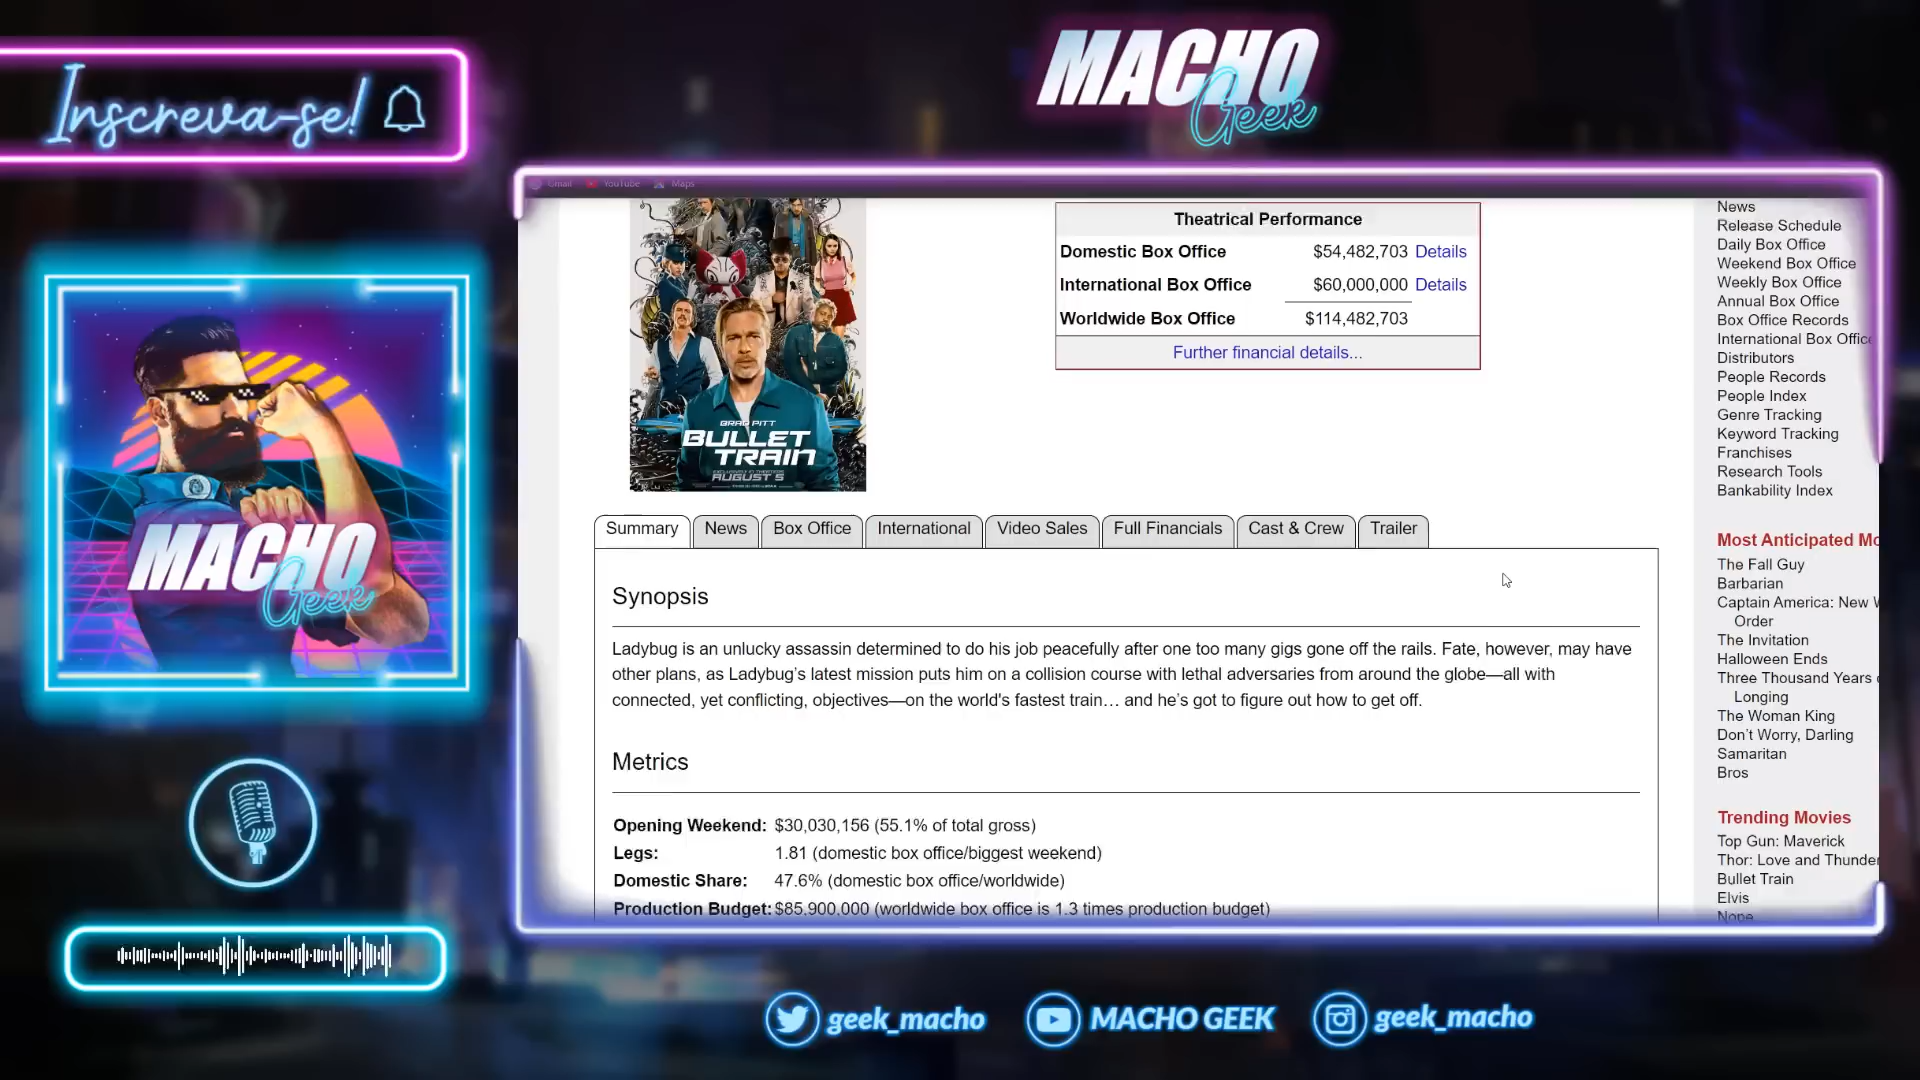 Inscreva-se!
MACHO
Geek
Gmail YouTube Maps
BRAD PITT
BULLET
TRAIN
AUGUST 5
Theatrical Performance
Domestic Box Office $54,482,703 Details
International Box Office $60,000,000 Details
Worldwide Box Office $114,482,703
Further financial details...
Summary News Box Office International Video Sales Full Financials Cast & Crew Trailer
Synopsis
Ladybug is an unlucky assassin determined to do his job peacefully after one too many gigs gone off the rails. Fate, however, may have
other plans, as Ladybug’s latest mission puts him on a collision course with lethal adversaries from around the globe—all with
connected, yet conflicting, objectives—on the world's fastest train… and he’s got to figure out how to get off.
Metrics
Opening Weekend: $30,030,156 (55.1% of total gross)
Legs: 1.81 (domestic box office/biggest weekend)
Domestic Share: 47.6% (domestic box office/worldwide)
Production Budget: $85,900,000 (worldwide box office is 1.3 times production budget)
News
Release Schedule
Daily Box Office
Weekend Box Office
Weekly Box Office
Annual Box Office
Box Office Records
International Box Office
Distributors
People Records
People Index
Genre Tracking
Keyword Tracking
Franchises
Research Tools
Bankability Index
Most Anticipated Mo
The Fall Guy
Barbarian
Captain America: New W
Order
The Invitation
Halloween Ends
Three Thousand Years o
Longing
The Woman King
Don’t Worry, Darling
Samaritan
Bros
Trending Movies
Top Gun: Maverick
Thor: Love and Thunder
Bullet Train
Elvis
Nope
MACHO
Geek
geek_macho MACHO GEEK geek_macho